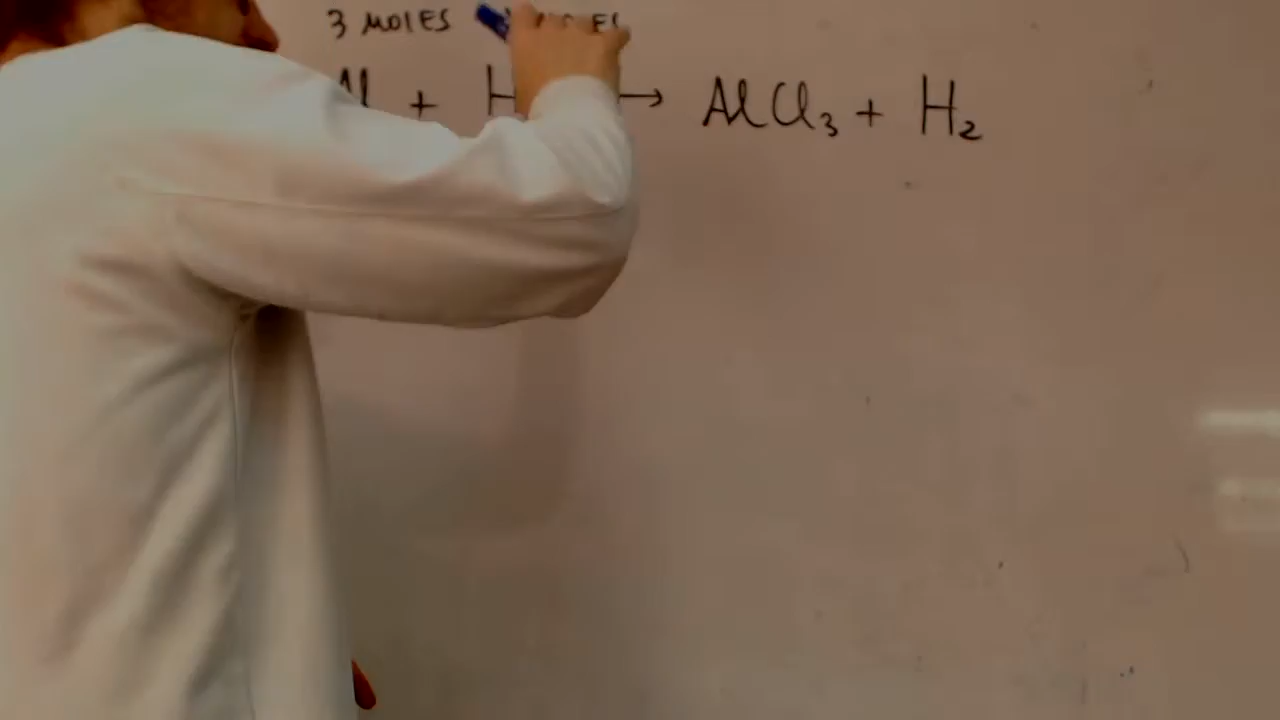 3 MOLES
Al + H → AlCl3 + H2